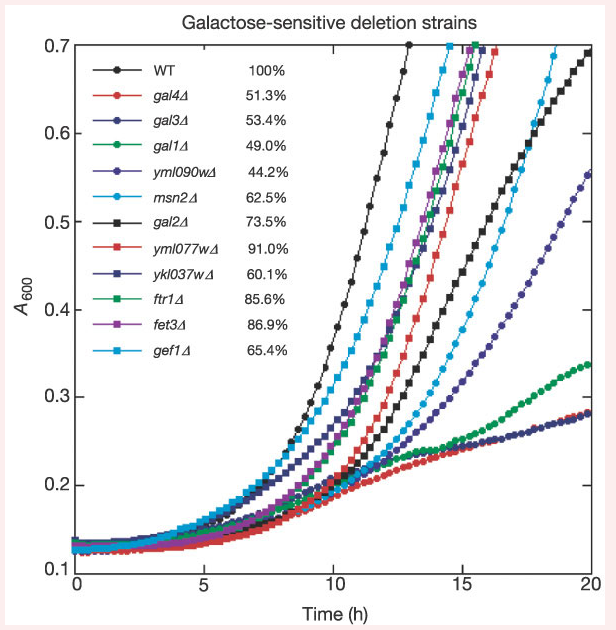 Galactose-sensitive deletion strains
0.7
0.6
0.5
0.4
0.3
0.2
0.1
A600
WT 100%
gal4Δ 51.3%
gal3Δ 53.4%
gal1Δ 49.0%
yml090wΔ 44.2%
msn2Δ 62.5%
gal2Δ 73.5%
yml077wΔ 91.0%
ykl037wΔ 60.1%
ftr1Δ 85.6%
fet3Δ 86.9%
gef1Δ 65.4%
0 5 10 15 20
Time (h)